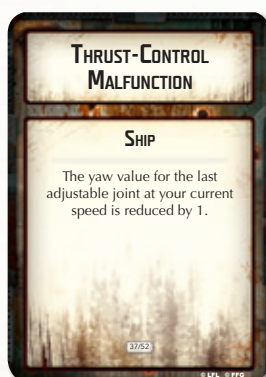 Thrust-Control
Malfunction
Ship
The yaw value for the last
adjustable joint at your current
speed is reduced by 1.
37/52
© LFL © FFG